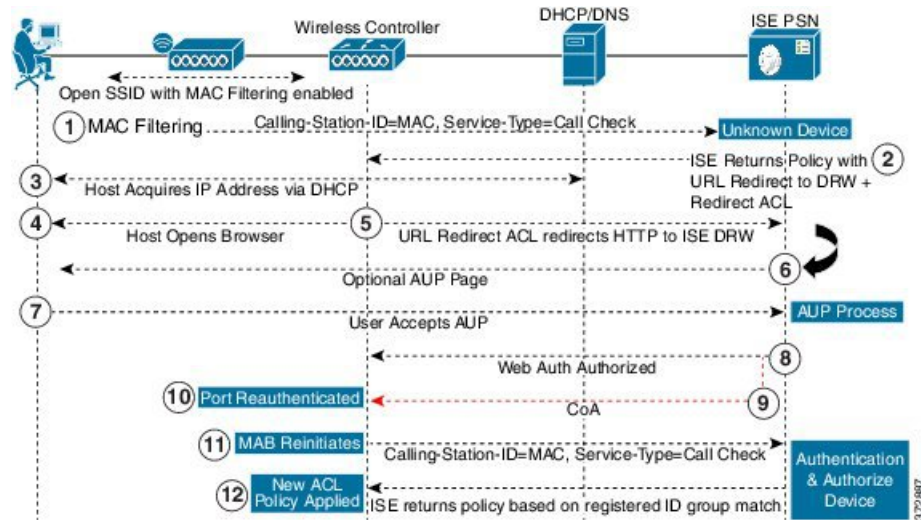 DHCP/DNS
ISE PSN
Wireless Controller
Open SSID with MAC Filtering enabled
1 MAC Filtering
Calling-Station-ID=MAC, Service-Type=Call Check
Unknown Device
2
ISE Returns Policy with
URL Redirect to DRW +
Redirect ACL
3
Host Acquires IP Address via DHCP
4
Host Opens Browser
5
URL Redirect ACL redirects HTTP to ISE DRW
6
Optional AUP Page
7
User Accepts AUP
AUP Process
8
Web Auth Authorized
9
CoA
10 Port Reauthenticated
11 MAB Reinitiates
Calling-Station-ID=MAC, Service-Type=Call Check
12 New ACL
Policy Applied
ISE returns policy based on registered ID group match
Authentication
& Authorize
Device